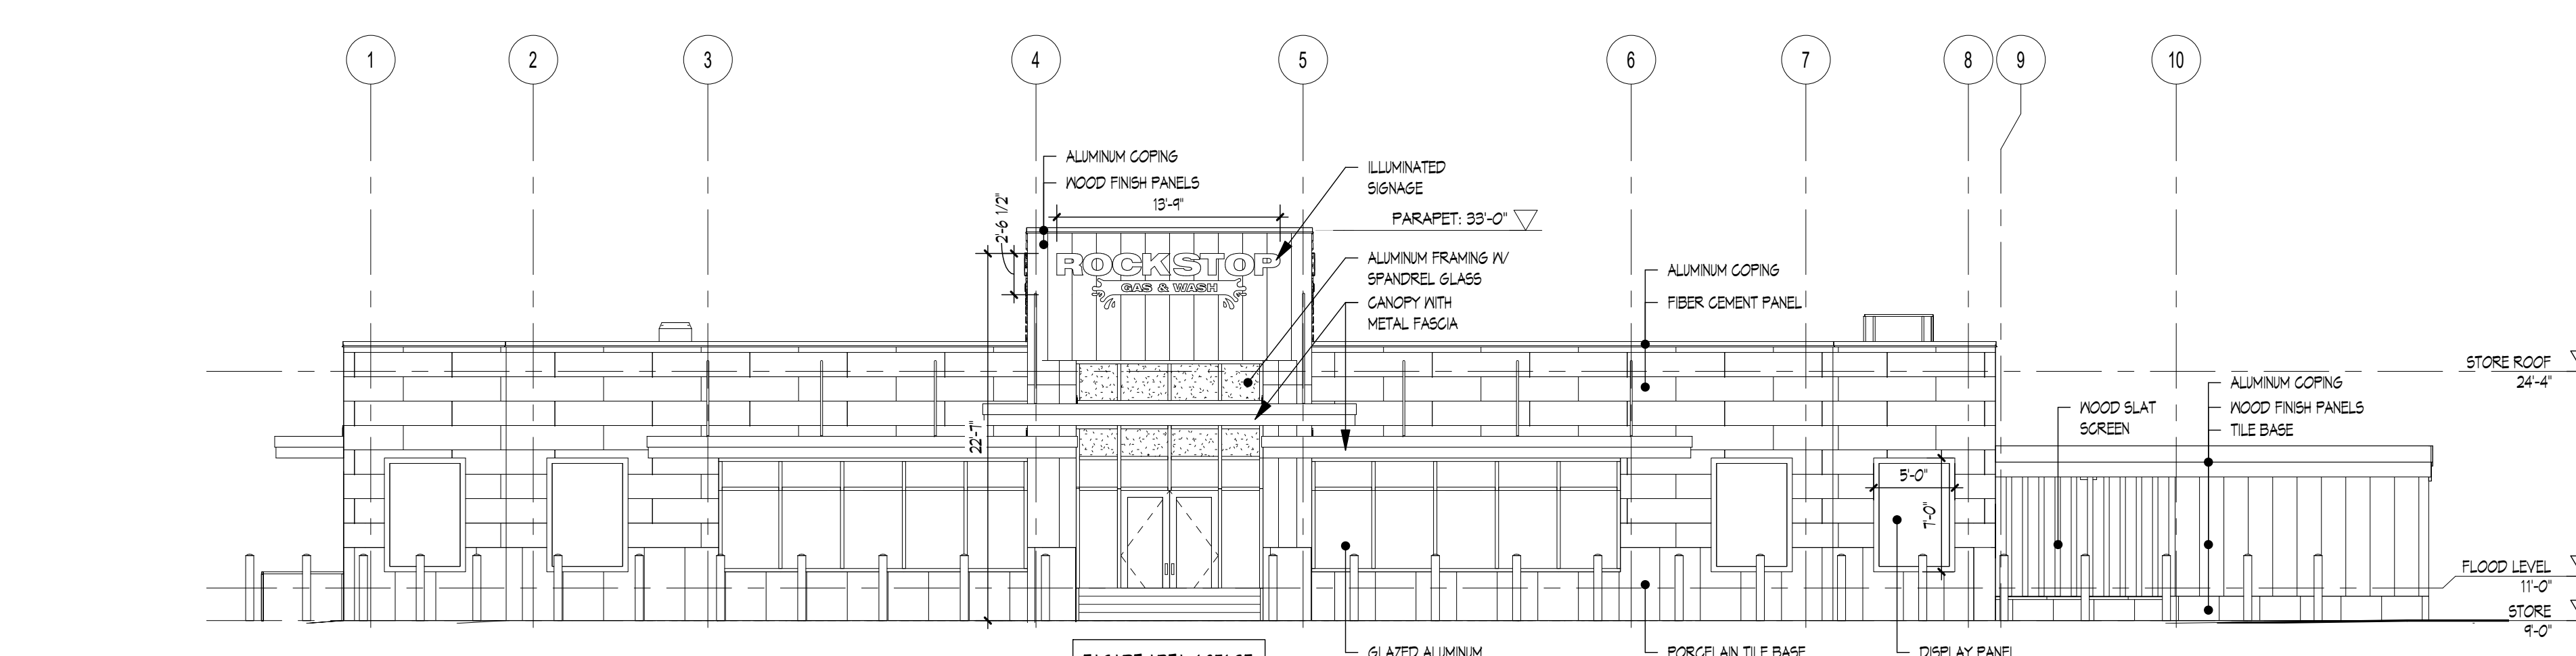 1 2 3 4 5 6 7 8 9 10
ALUMINUM COPING
WOOD FINISH PANELS
13'-9"
2'-6 1/2"
ILLUMINATED
SIGNAGE
PARAPET: 33'-0"
ROCKSTOP
GAS & WASH
ALUMINUM FRAMING W/
SPANDREL GLASS
CANOPY WITH
METAL FASCIA
ALUMINUM COPING
FIBER CEMENT PANEL
STORE ROOF
24'-4"
ALUMINUM COPING
WOOD FINISH PANELS
TILE BASE
WOOD SLAT
SCREEN
22'-7"
5'-0"
7'-0"
FLOOD LEVEL
11'-0"
STORE
9'-0"
GLAZED ALUMINUM
PORCELAIN TILE BASE
DISPLAY PANEL